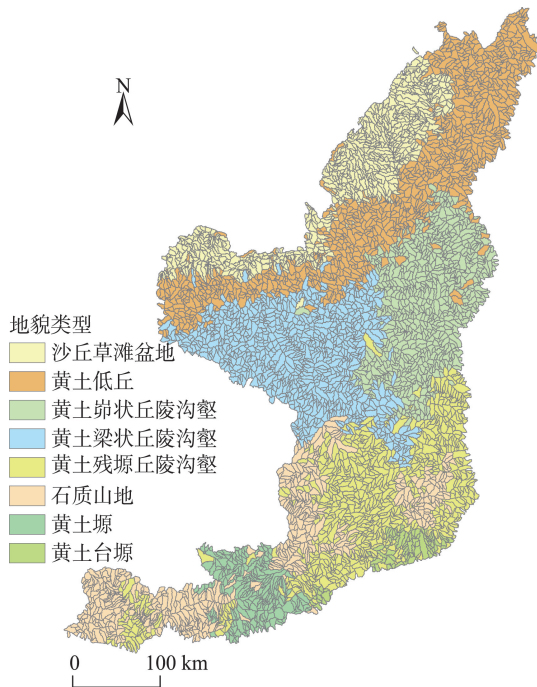 N
地貌类型
沙丘草滩盆地
黄土低丘
黄土峁状丘陵沟壑
黄土梁状丘陵沟壑
黄土残塬丘陵沟壑
石质山地
黄土塬
黄土台塬
0 100 km